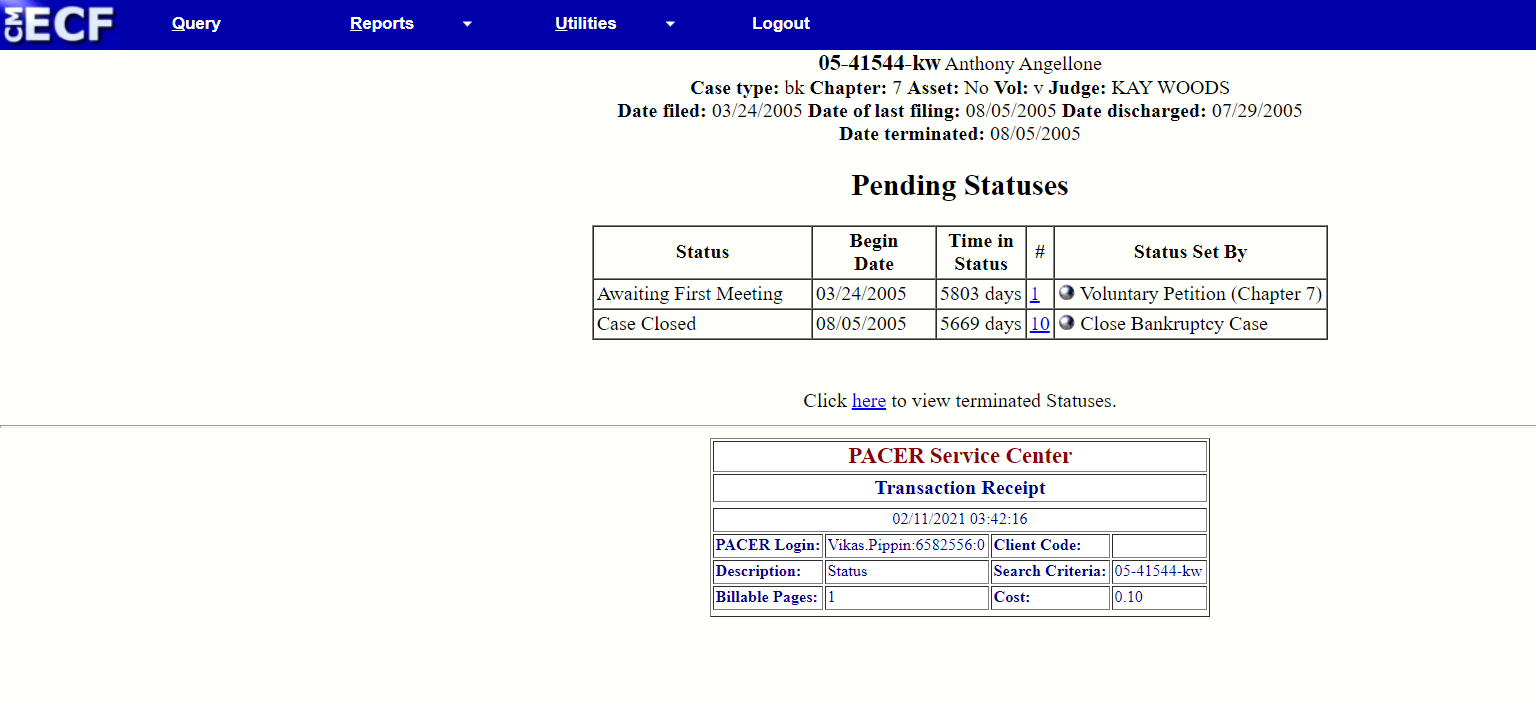 CM ECF Query Reports Utilities Logout
05-41544-kw Anthony Angellone
Case type: bk Chapter: 7 Asset: No Vol: v Judge: KAY WOODS
Date filed: 03/24/2005 Date of last filing: 08/05/2005 Date discharged: 07/29/2005
Date terminated: 08/05/2005
Pending Statuses
Status Begin Date Time in Status # Status Set By
Awaiting First Meeting 03/24/2005 5803 days 1 Voluntary Petition (Chapter 7)
Case Closed 08/05/2005 5669 days 10 Close Bankruptcy Case
Click here to view terminated Statuses.
PACER Service Center
Transaction Receipt
02/11/2021 03:42:16
PACER Login: Vikas.Pippin:6582556:0 Client Code:
Description: Status Search Criteria: 05-41544-kw
Billable Pages: 1 Cost: 0.10